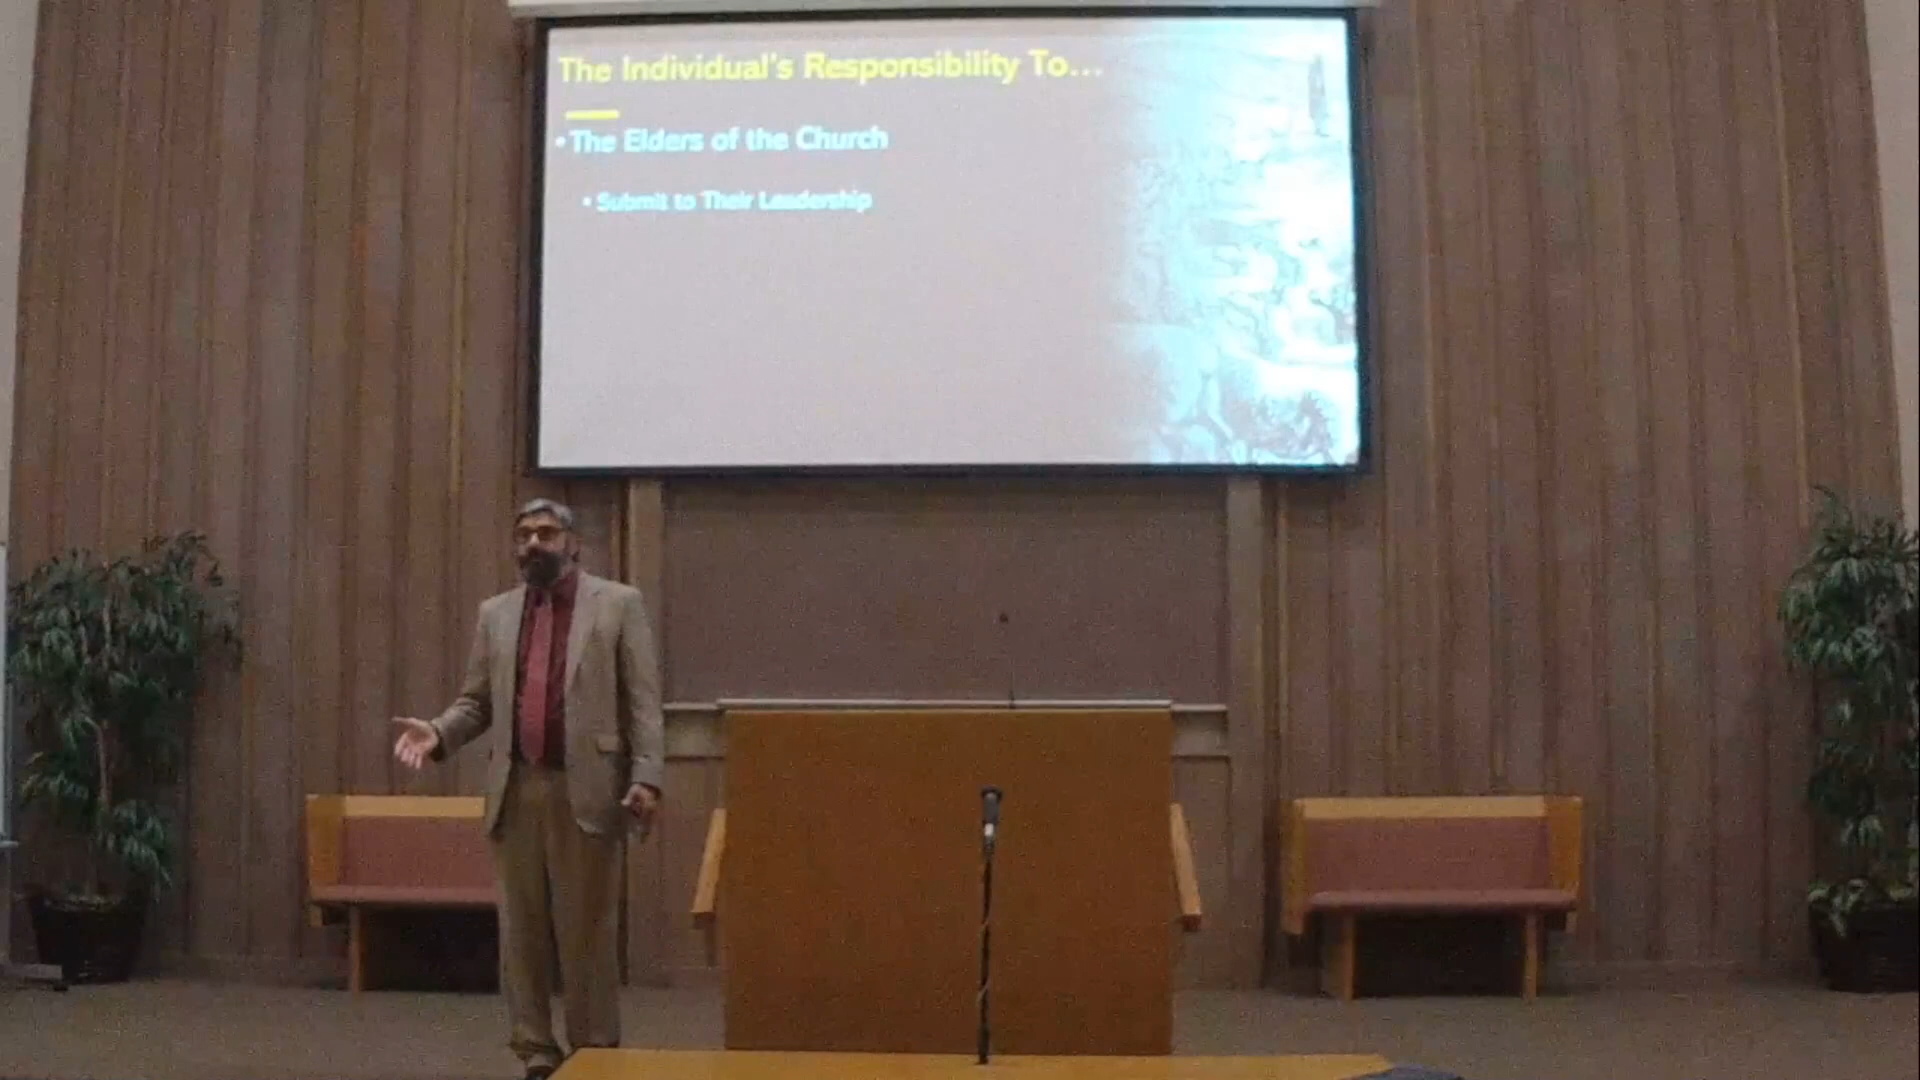 The Individual's Responsibility To...
• The Elders of the Church
• Submit to Their Leadership